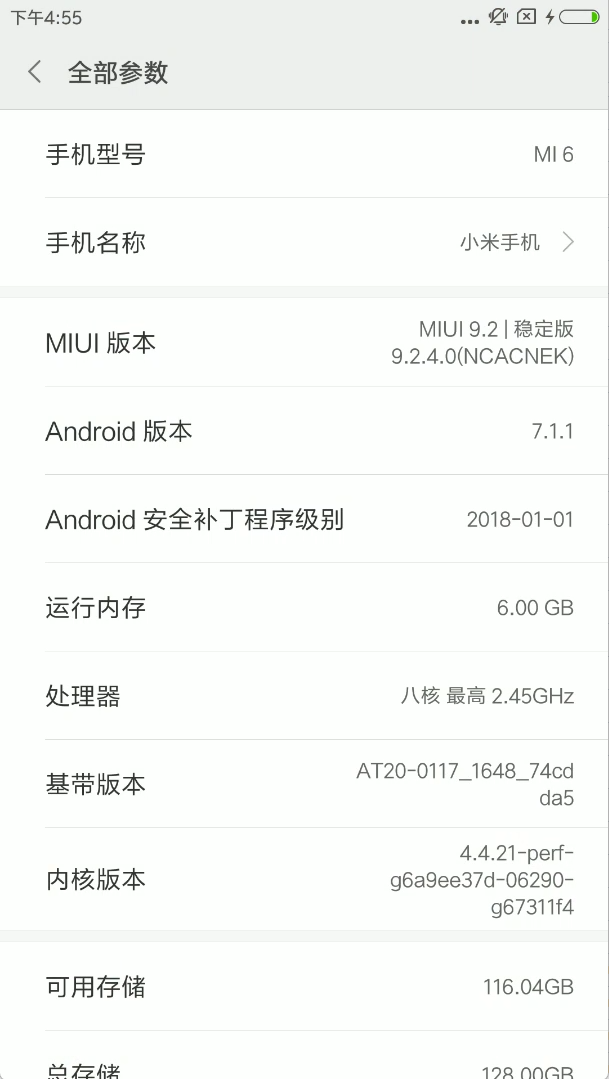 下午4:55
全部参数
手机型号 MI 6
手机名称 小米手机
MIUI 版本 MIUI 9.2 | 稳定版
9.2.4.0(NCACNEK)
Android 版本 7.1.1
Android 安全补丁程序级别 2018-01-01
运行内存 6.00 GB
处理器 八核 最高 2.45GHz
基带版本 AT20-0117_1648_74cd
da5
内核版本 4.4.21-perf-
g6a9ee37d-06290-
g67311f4
可用存储 116.04GB
总存储 128.00GB